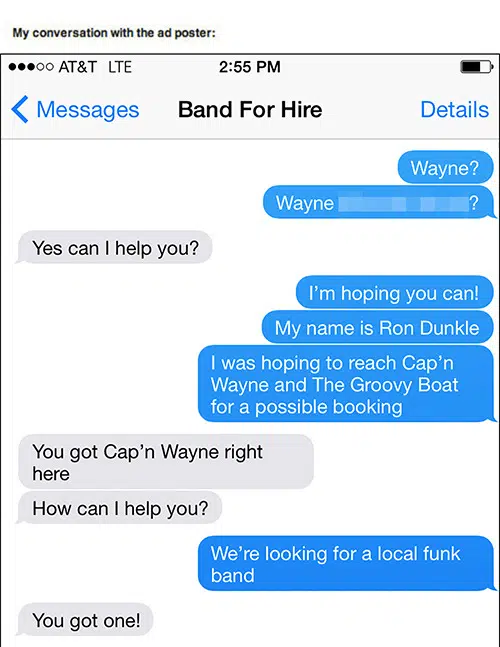 My conversation with the ad poster:
AT&T LTE 2:55 PM
Messages Band For Hire Details
Wayne?
Wayne ?
Yes can I help you?
I'm hoping you can!
My name is Ron Dunkle
I was hoping to reach Cap'n
Wayne and The Groovy Boat
for a possible booking
You got Cap'n Wayne right
here
How can I help you?
We're looking for a local funk
band
You got one!